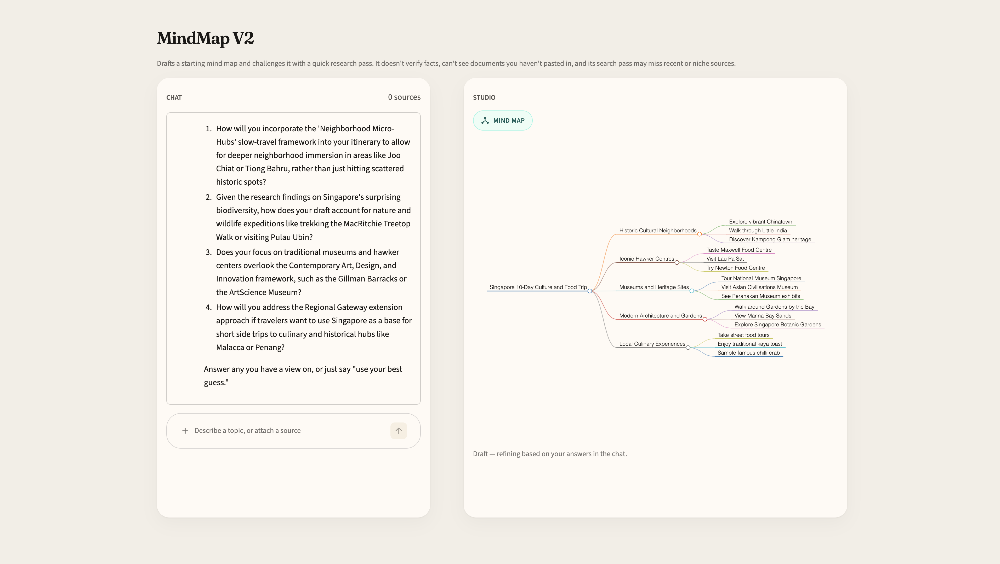 MindMap V2
Drafts a starting mind map and challenges it with a quick research pass. It doesn't verify facts, can't see documents you haven't pasted in, and its search pass may miss recent or niche sources.
CHAT
0 sources
1. How will you incorporate the 'Neighborhood Micro-
Hubs' slow-travel framework into your itinerary to allow
for deeper neighborhood immersion in areas like Joo
Chiat or Tiong Bahru, rather than just hitting scattered
historic spots?
2. Given the research findings on Singapore's surprising
biodiversity, how does your draft account for nature and
wildlife expeditions like trekking the MacRitchie Treetop
Walk or visiting Pulau Ubin?
3. Does your focus on traditional museums and hawker
centers overlook the Contemporary Art, Design, and
Innovation framework, such as the Gillman Barracks or
the ArtScience Museum?
4. How will you address the Regional Gateway extension
approach if travelers want to use Singapore as a base for
short side trips to culinary and historical hubs like
Malacca or Penang?
Answer any you have a view on, or just say "use your best
guess."
Describe a topic, or attach a source
STUDIO
MIND MAP
Singapore 10-Day Culture and Food Trip
Historic Cultural Neighborhoods
Explore vibrant Chinatown
Walk through Little India
Discover Kampong Glam heritage
Iconic Hawker Centres
Taste Maxwell Food Centre
Visit Lau Pa Sat
Try Newton Food Centre
Museums and Heritage Sites
Tour National Museum Singapore
Visit Asian Civilisations Museum
See Peranakan Museum exhibits
Modern Architecture and Gardens
Walk around Gardens by the Bay
View Marina Bay Sands
Explore Singapore Botanic Gardens
Local Culinary Experiences
Take street food tours
Enjoy traditional kaya toast
Sample famous chilli crab
Draft — refining based on your answers in the chat.